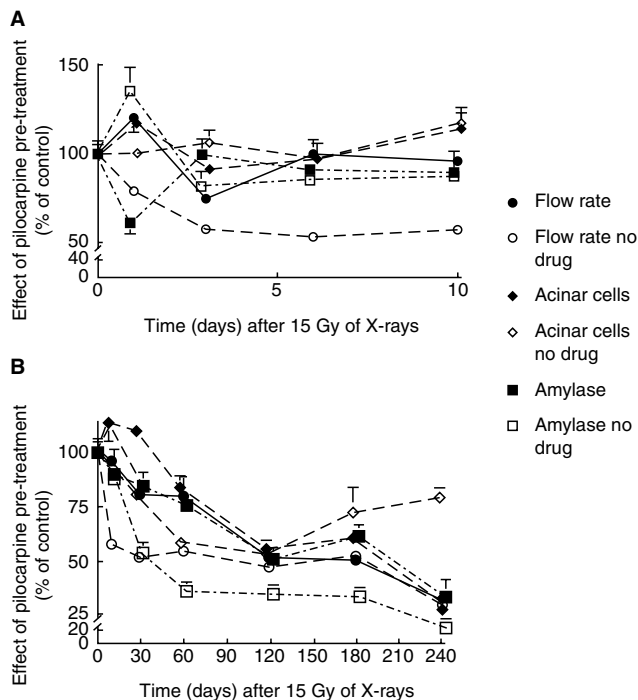 A
Effect of pilocarpine pre-treatment
(% of control)
150
100
50
40
0
0
5
10
Time (days) after 15 Gy of X-rays
Flow rate
Flow rate no
drug
Acinar cells
Acinar cells
no drug
Amylase
Amylase no
drug
B
Effect of pilocarpine pre-treatment
(% of control)
100
75
50
25
20
0
0 30 60 90 120 150 180 210 240
Time (days) after 15 Gy of X-rays